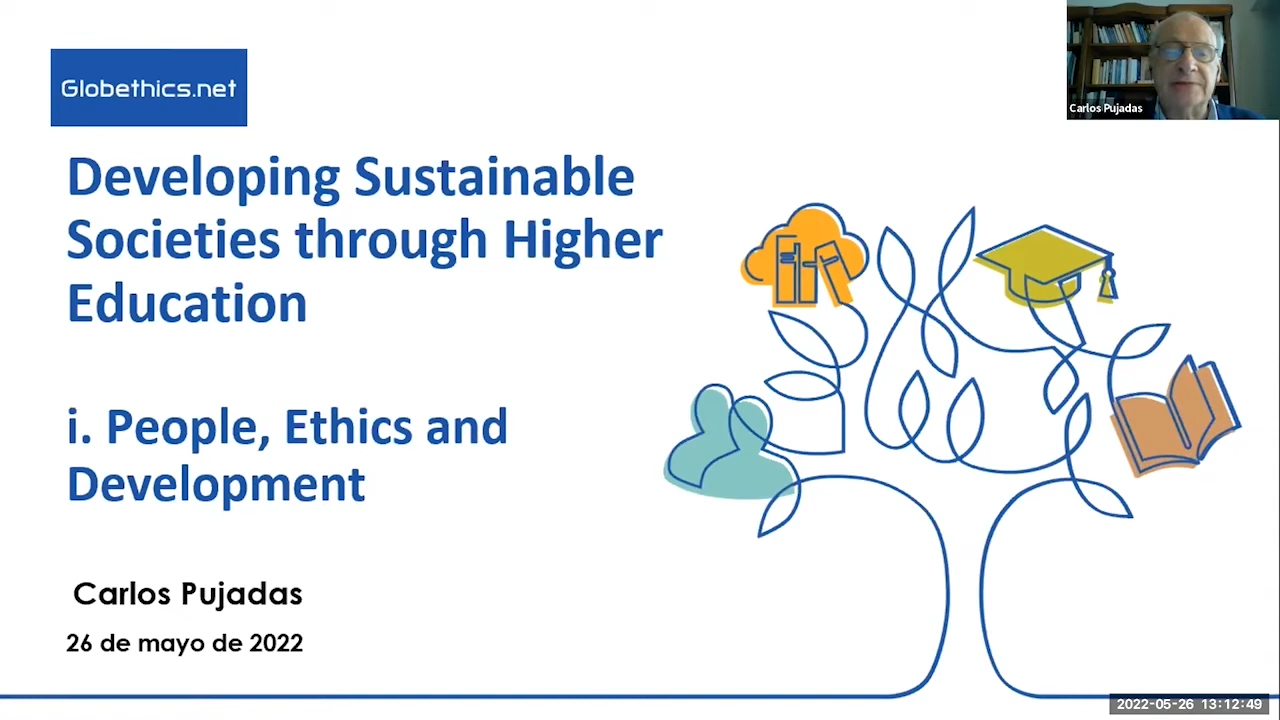 Globethics.net
Carlos Pujadas
Developing Sustainable
Societies through Higher
Education
i. People, Ethics and
Development
Carlos Pujadas
26 de mayo de 2022
2022-05-26 13:12:49